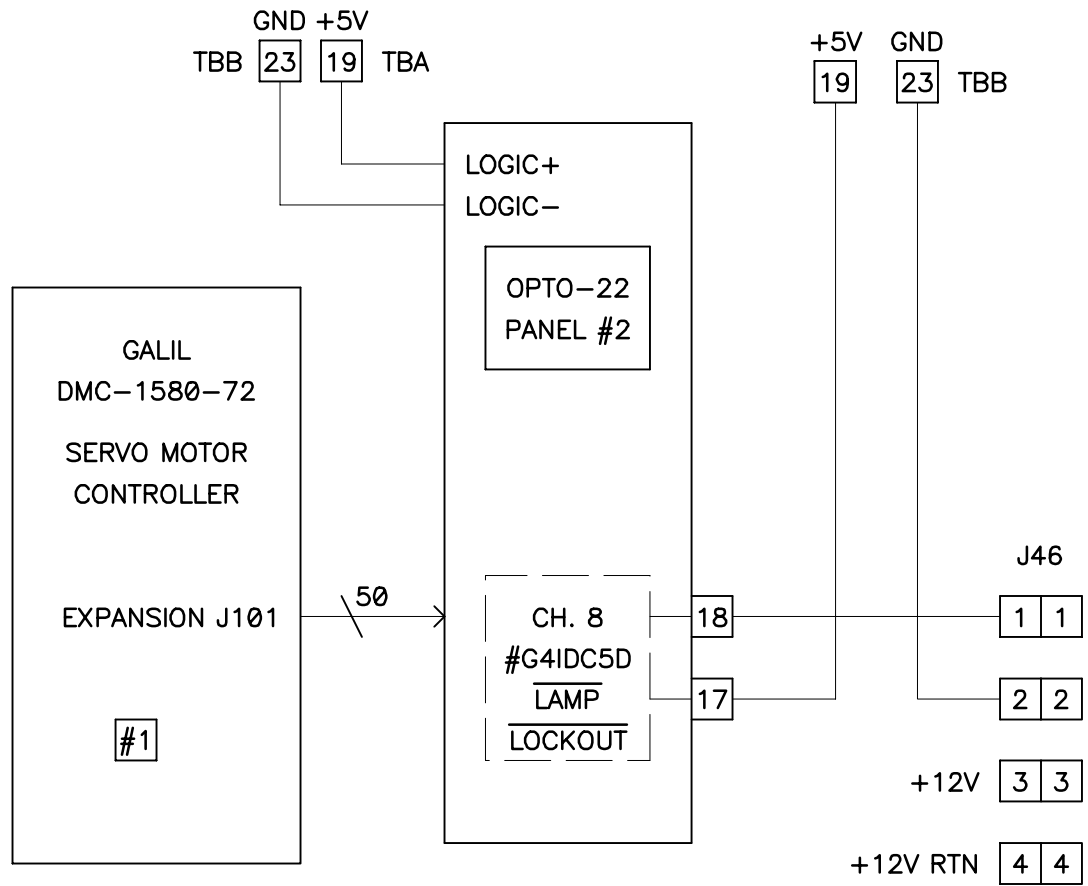 GND +5V
TBB 23 19 TBA
+5V GND
19 23 TBB
LOGIC+
LOGIC-
OPTO-22
PANEL #2
GALIL
DMC-1580-72
SERVO MOTOR
CONTROLLER
EXPANSION J101
#1
50
CH. 8
#G4IDC5D
LAMP
LOCKOUT
18
17
J46
1 1
2 2
+12V 3 3
+12V RTN 4 4